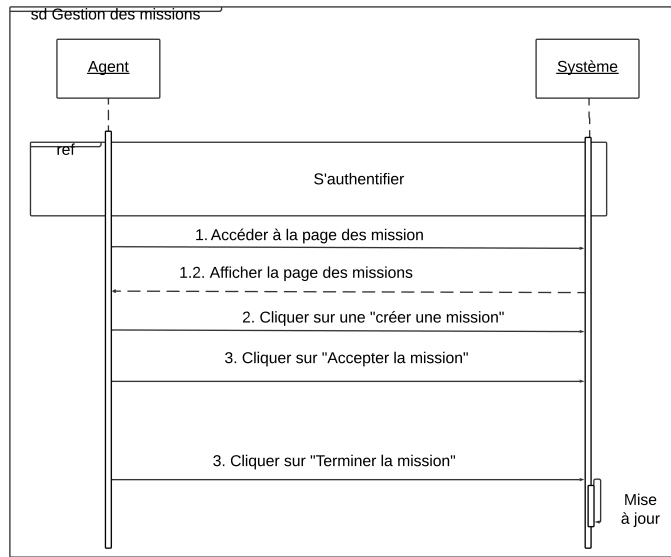 sd Gestion des missions
Agent
Système
ref
S'authentifier
1. Accéder à la page des mission
1.2. Afficher la page des missions
2. Cliquer sur une "créer une mission"
3. Cliquer sur "Accepter la mission"
3. Cliquer sur "Terminer la mission"
Mise
à jour